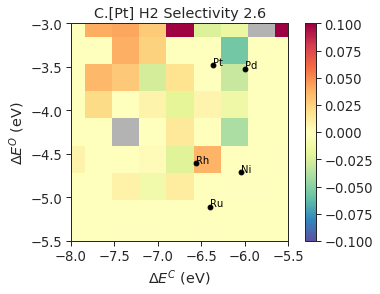 C.[Pt] H2 Selectivity 2.6
−3.0
−3.5
−4.0
−4.5
−5.0
−5.5
ΔE^O (eV)
Pt
Pd
Rh
Ni
Ru
−8.0 −7.5 −7.0 −6.5 −6.0 −5.5
ΔE^C (eV)
0.100
0.075
0.050
0.025
0.000
−0.025
−0.050
−0.075
−0.100